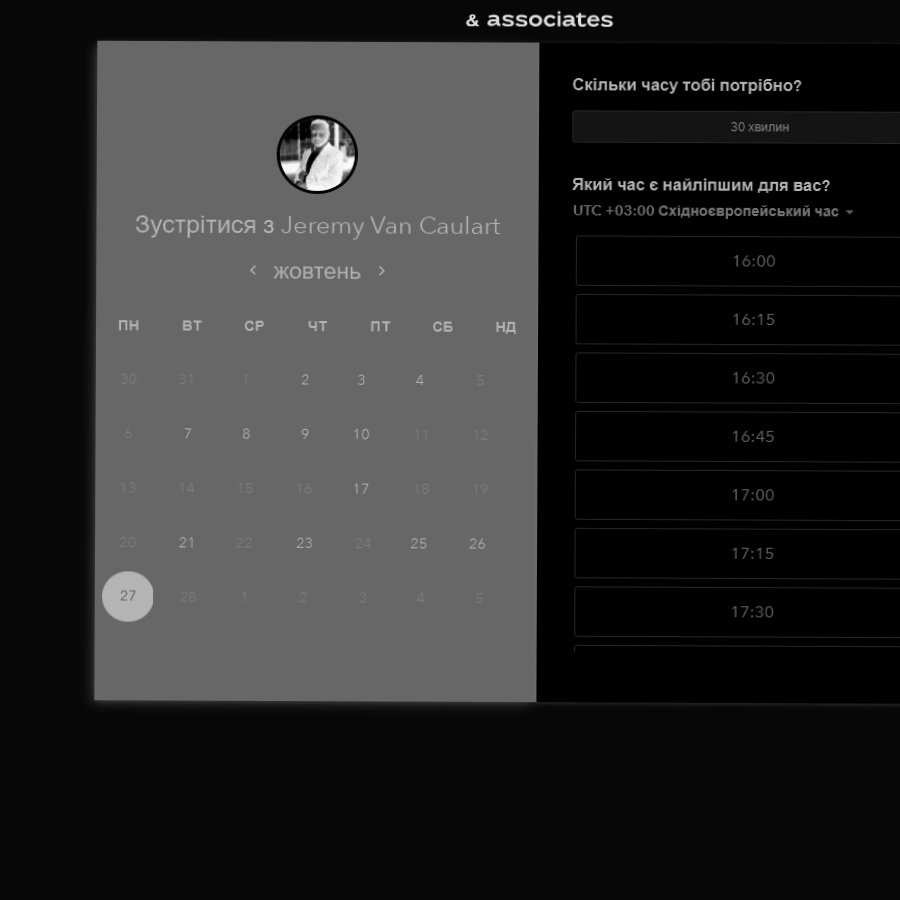 & associates
Зустрітися з Jeremy Van Caulart
‹ жовтень ›
ПН ВТ СР ЧТ ПТ СБ НД
30 31 1 2 3 4 5
6 7 8 9 10 11 12
13 14 15 16 17 18 19
20 21 22 23 24 25 26
27 28 1 2 3 4 5
Скільки часу тобі потрібно?
30 хвилин
Який час є найліпшим для вас?
UTC +03:00 Східноєвропейський час
16:00
16:15
16:30
16:45
17:00
17:15
17:30